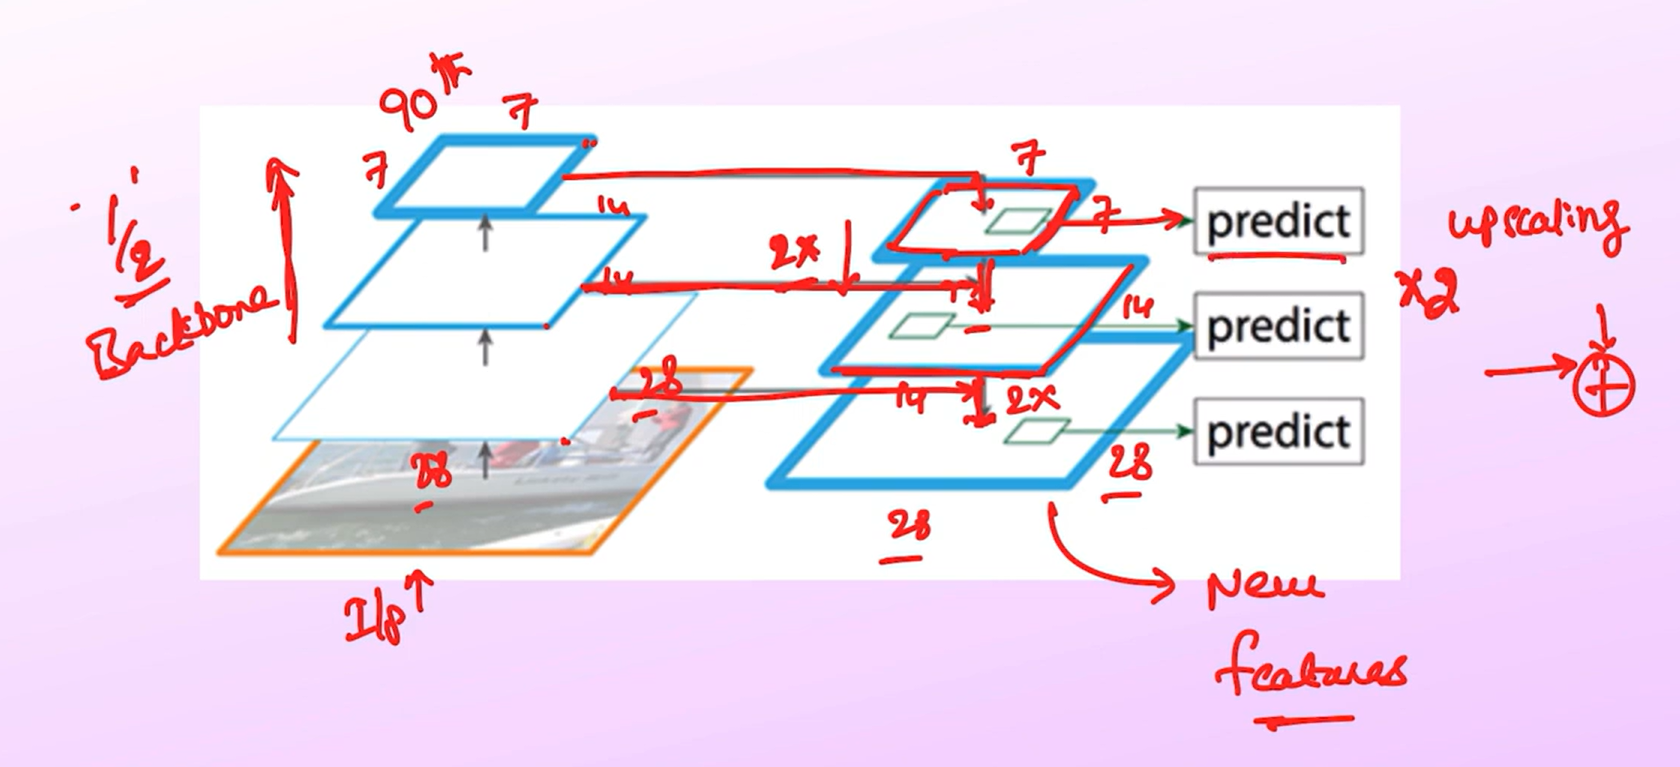 90th
7
7
7
7
14
14
2x
1/2
Backbone
predict
upscaling
x2
14
predict
28
14
2x
predict
28
28
28
I/P
New
features